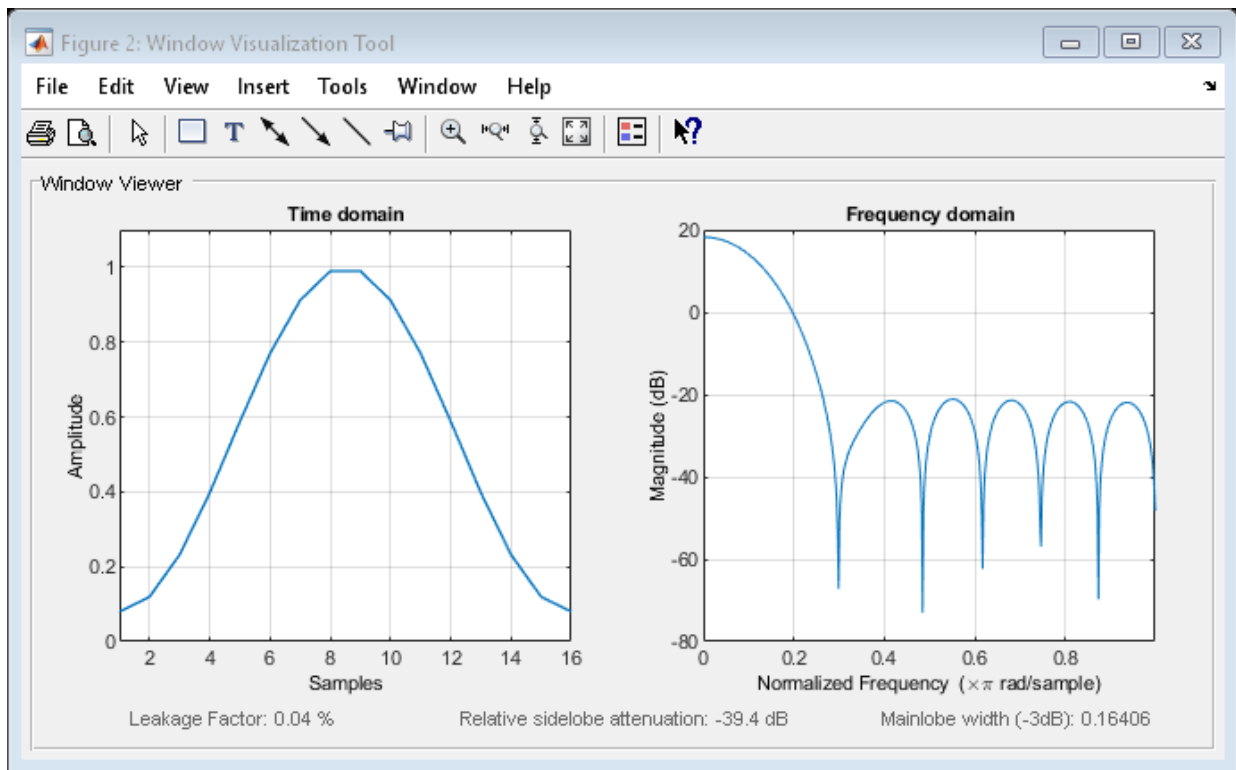 Figure 2: Window Visualization Tool
File Edit View Insert Tools Window Help
T
Window Viewer
Time domain
Amplitude
1
0.8
0.6
0.4
0.2
0
2 4 6 8 10 12 14 16
Samples
Frequency domain
Magnitude (dB)
20
0
-20
-40
-60
-80
0 0.2 0.4 0.6 0.8
Normalized Frequency (×π rad/sample)
Leakage Factor: 0.04 %
Relative sidelobe attenuation: -39.4 dB
Mainlobe width (-3dB): 0.16406